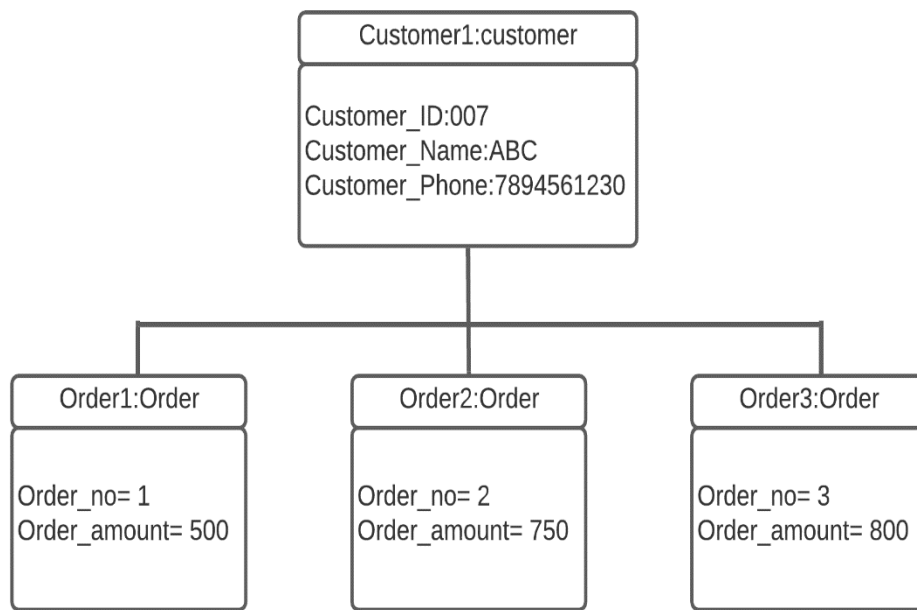 Customer1:customer
Customer_ID:007
Customer_Name:ABC
Customer_Phone:7894561230
Order1:Order
Order_no= 1
Order_amount= 500
Order2:Order
Order_no= 2
Order_amount= 750
Order3:Order
Order_no= 3
Order_amount= 800